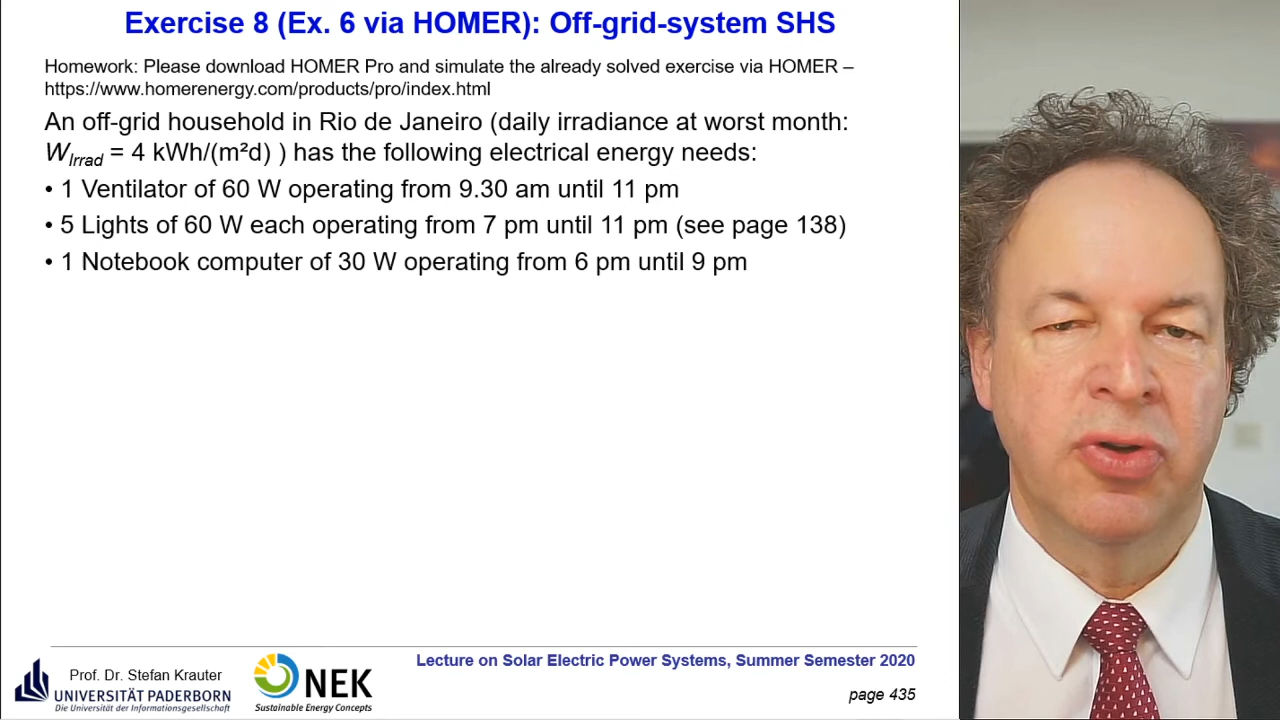 Exercise 8 (Ex. 6 via HOMER): Off-grid-system SHS
Homework: Please download HOMER Pro and simulate the already solved exercise via HOMER –
https://www.homerenergy.com/products/pro/index.html
An off-grid household in Rio de Janeiro (daily irradiance at worst month:
W_Irrad = 4 kWh/(m²d) ) has the following electrical energy needs:
• 1 Ventilator of 60 W operating from 9.30 am until 11 pm
• 5 Lights of 60 W each operating from 7 pm until 11 pm (see page 138)
• 1 Notebook computer of 30 W operating from 6 pm until 9 pm
Prof. Dr. Stefan Krauter
UNIVERSITÄT PADERBORN
Die Universität der Informationsgesellschaft
NEK
Sustainable Energy Concepts
Lecture on Solar Electric Power Systems, Summer Semester 2020
page 435